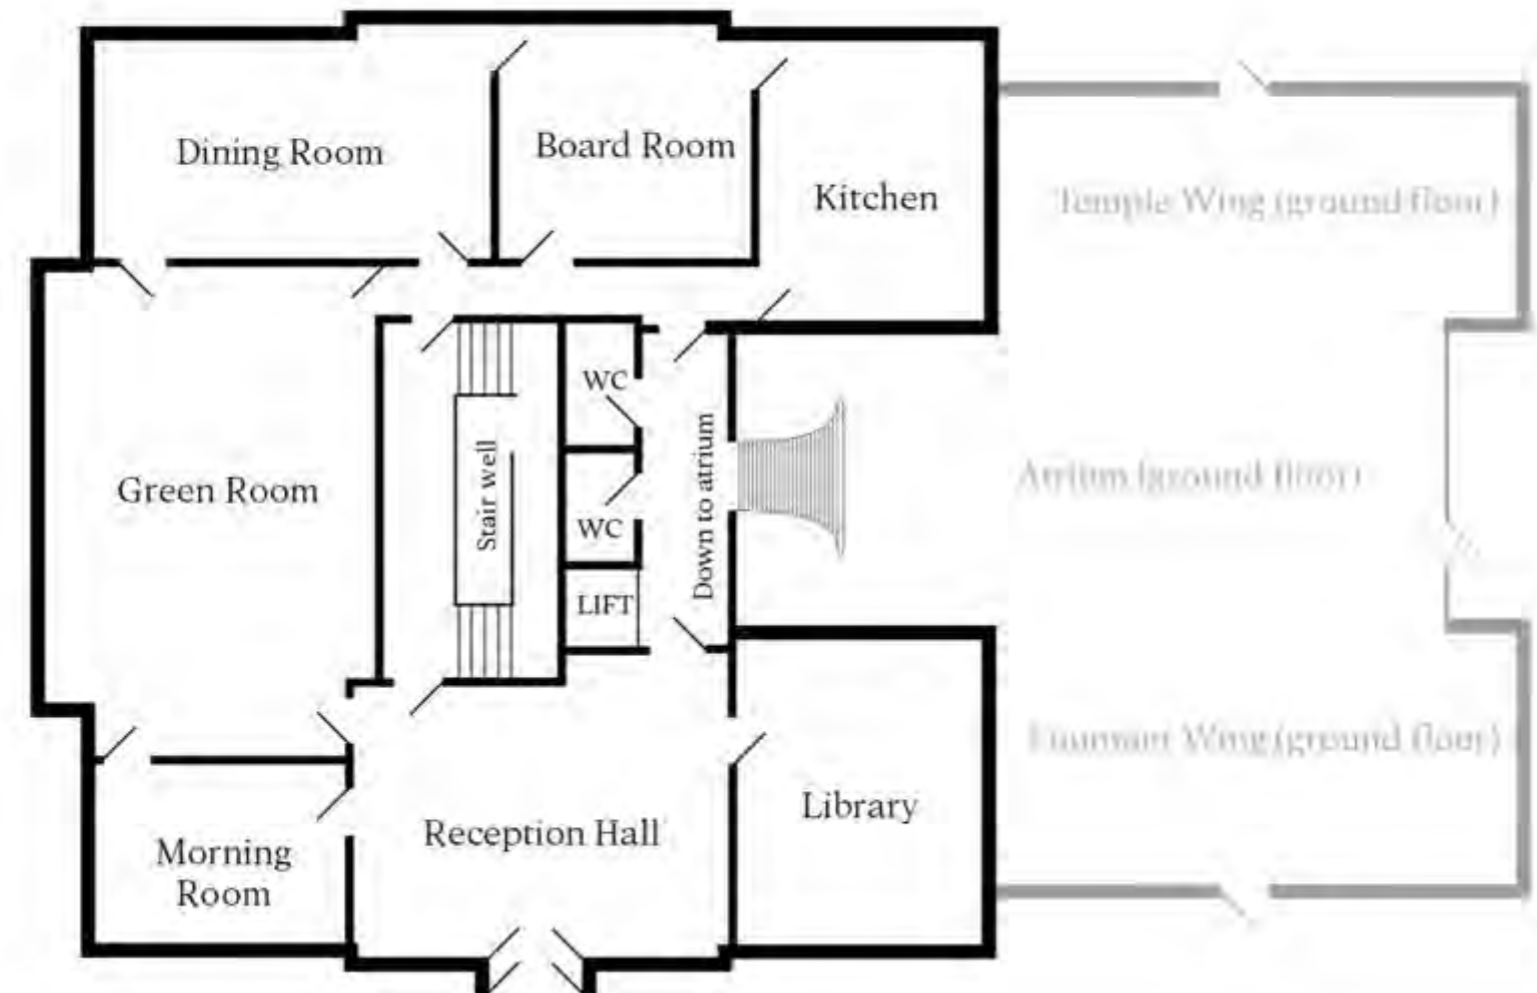 Dining Room
Board Room
Kitchen
Temple Wing (ground floor)
WC
Green Room
Stair well
Down to atrium
Atrium (ground floor)
WC
LIFT
Wing (ground floor)
Library
Reception Hall
Morning
Room